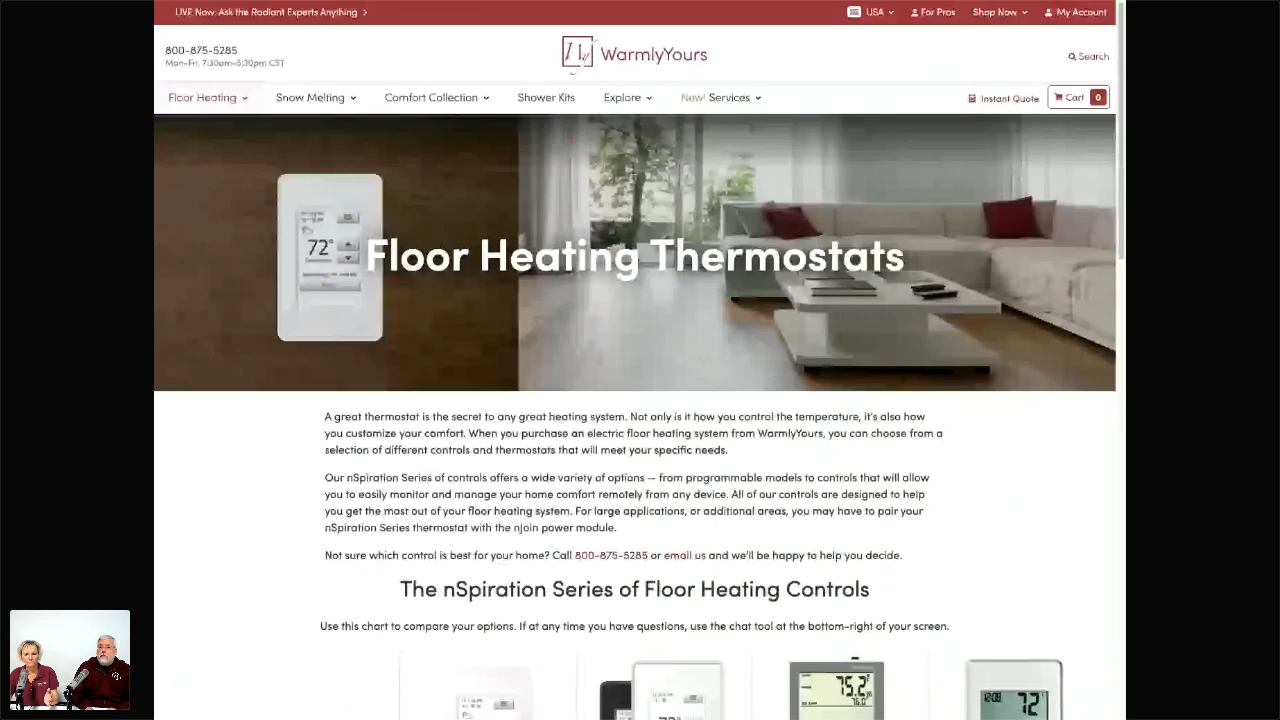 LIVE Now: Ask the Radiant Experts Anything
USA
For Pros
Shop Now
My Account
800-875-5285
Mon-Fri, 7:30am-5:30pm CST
WarmlyYours
Search
Floor Heating
Snow Melting
Comfort Collection
Shower Kits
Explore
New! Services
Instant Quote
Cart 0
72°
Floor Heating Thermostats
A great thermostat is the secret to any great heating system. Not only is it how you control the temperature, it's also how
you customize your comfort. When you purchase an electric floor heating system from WarmlyYours, you can choose from a
selection of different controls and thermostats that will meet your specific needs.
Our nSpiration Series of controls offers a wide variety of options — from programmable models to controls that will allow
you to easily monitor and manage your home comfort remotely from any device. All of our controls are designed to help
you get the most out of your floor heating system. For large applications, or additional areas, you may have to pair your
nSpiration Series thermostat with the nJoin power module.
Not sure which control is best for your home? Call 800-875-5285 or email us and we'll be happy to help you decide.
The nSpiration Series of Floor Heating Controls
Use this chart to compare your options. If at any time you have questions, use the chat tool at the bottom-right of your screen.
75.2°
72°